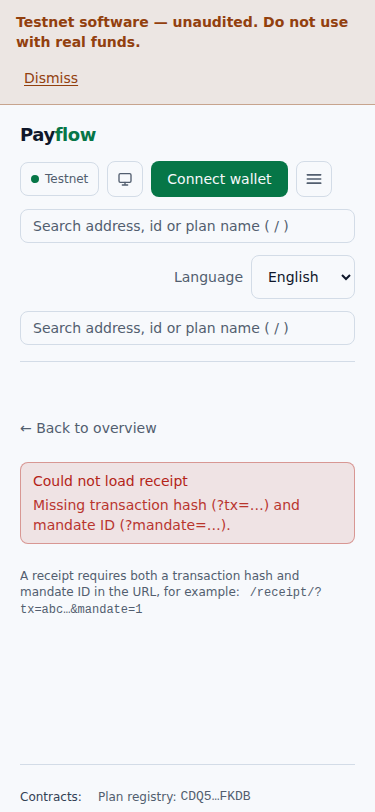 Testnet software — unaudited. Do not use
with real funds.
Dismiss
Payflow
Testnet
Connect wallet
Search address, id or plan name ( / )
Language
English
Search address, id or plan name ( / )
← Back to overview
Could not load receipt
Missing transaction hash (?tx=…) and
mandate ID (?mandate=…).
A receipt requires both a transaction hash and
mandate ID in the URL, for example: /receipt/?
tx=abc…&mandate=1
Contracts: Plan registry: CDQ5…FKDB